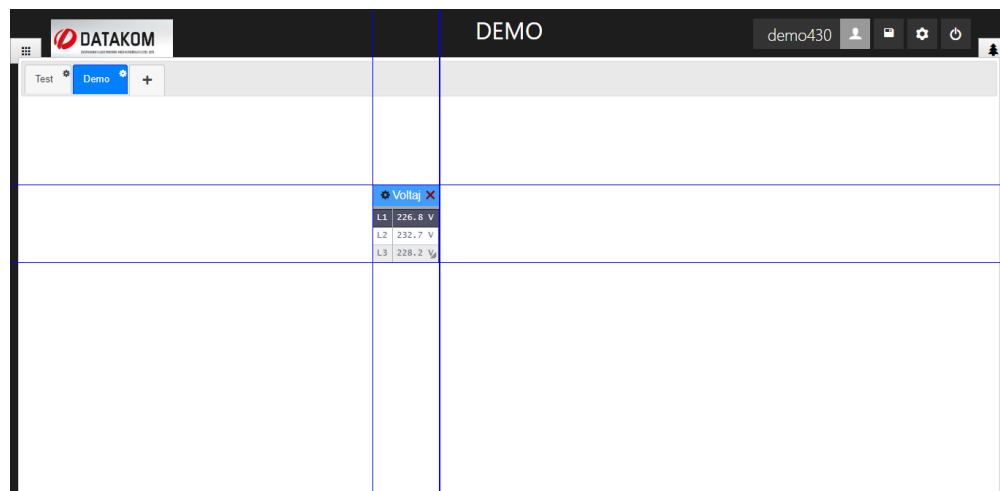 DATAKOM
DEMO
demo430
Test
Demo
+
Voltaj
L1 226.8 V
L2 232.7 V
L3 228.2 V